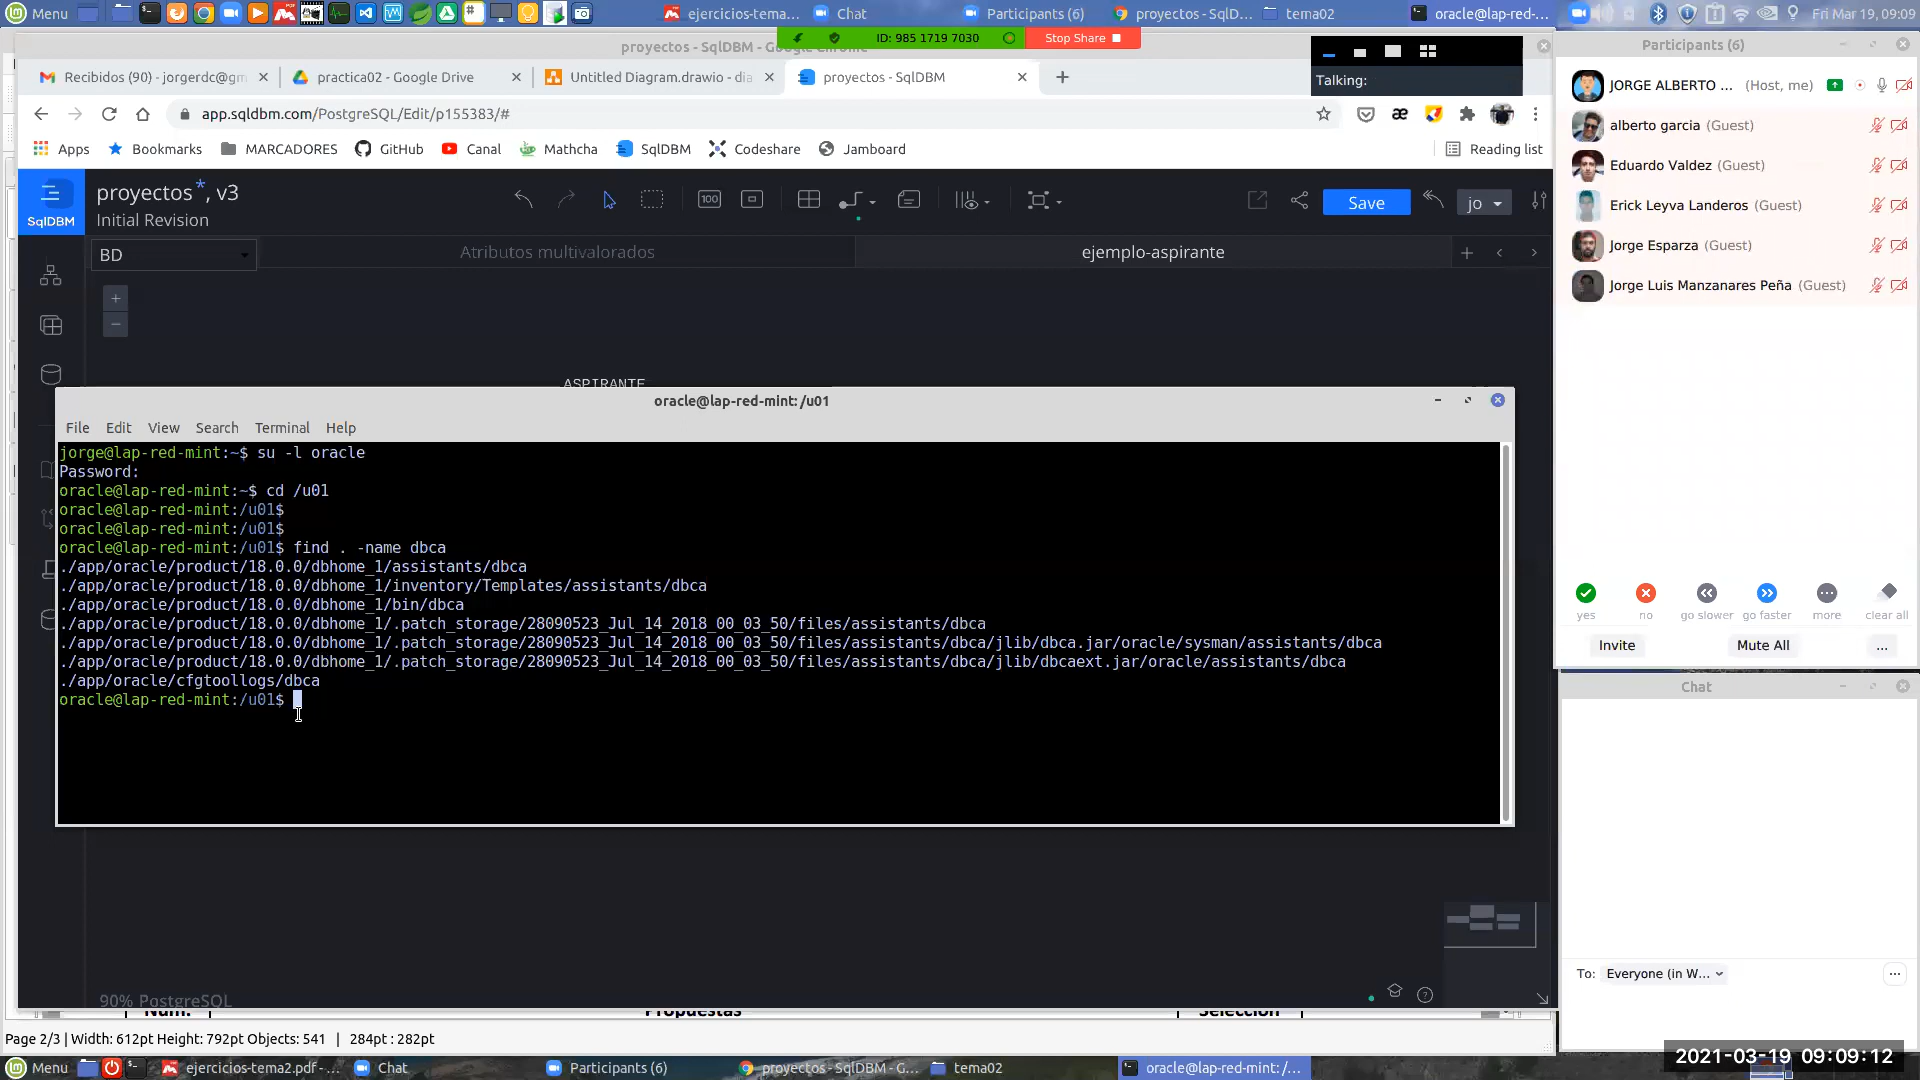 Menu
ejercicios-tema...
Chat
Participants (6)
proyectos - SqlD...
tema02
oracle@lap-red-...
Fri Mar 19, 09:09
proyectos - SqlDBM - Google Chrome
ID: 985 1719 7030
Stop Share
Talking:
Recibidos (90) - jorgerdc@gm
practica02 - Google Drive
Untitled Diagram.drawio - dia
proyectos - SqlDBM
app.sqldbm.com/PostgreSQL/Edit/p155383/#
Apps
Bookmarks
MARCADORES
GitHub
Canal
Mathcha
SqlDBM
Codeshare
Jamboard
Reading list
SqlDBM
proyectos*, v3
Initial Revision
100
Save
jo
BD
Atributos multivalorados
ejemplo-aspirante
ASPIRANTE
oracle@lap-red-mint: /u01
File Edit View Search Terminal Help
jorge@lap-red-mint:~$ su -l oracle
Password:
oracle@lap-red-mint:~$ cd /u01
oracle@lap-red-mint:/u01$
oracle@lap-red-mint:/u01$
oracle@lap-red-mint:/u01$ find . -name dbca
./app/oracle/product/18.0.0/dbhome_1/assistants/dbca
./app/oracle/product/18.0.0/dbhome_1/inventory/Templates/assistants/dbca
./app/oracle/product/18.0.0/dbhome_1/bin/dbca
./app/oracle/product/18.0.0/dbhome_1/.patch_storage/28090523_Jul_14_2018_00_03_50/files/assistants/dbca
./app/oracle/product/18.0.0/dbhome_1/.patch_storage/28090523_Jul_14_2018_00_03_50/files/assistants/dbca/jlib/dbca.jar/oracle/sysman/assistants/dbca
./app/oracle/product/18.0.0/dbhome_1/.patch_storage/28090523_Jul_14_2018_00_03_50/files/assistants/dbca/jlib/dbcaext.jar/oracle/assistants/dbca
./app/oracle/cfgtoollogs/dbca
oracle@lap-red-mint:/u01$
90% PostgreSQL
Num.
Propuestas
Selección
Page 2/3 | Width: 612pt Height: 792pt Objects: 541 | 284pt : 282pt
Participants (6)
JORGE ALBERTO ... (Host, me)
alberto garcia (Guest)
Eduardo Valdez (Guest)
Erick Leyva Landeros (Guest)
Jorge Esparza (Guest)
Jorge Luis Manzanares Peña (Guest)
yes
no
go slower
go faster
more
clear all
Invite
Mute All
...
Chat
To: Everyone (in W...
Menu
ejercicios-tema2.pdf - ...
Chat
Participants (6)
proyectos - SqlDBM - G...
tema02
oracle@lap-red-mint: /...
2021-03-19 09:09:12